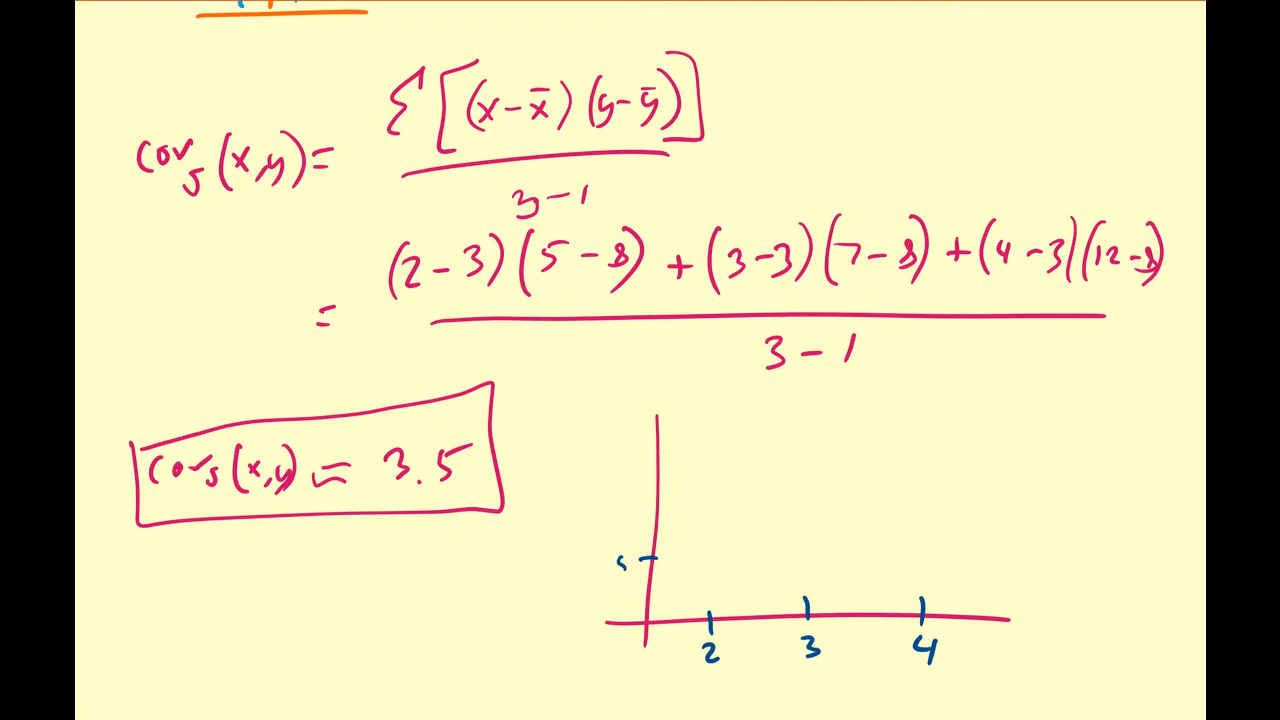 cov_s(x,y) = Σ[(x-x̄)(y-ȳ)] / 3-1
= (2-3)(5-8) + (3-3)(7-8) + (4-3)(12-8) / 3-1
cov_s(x,y) ≈ 3.5
5
2 3 4